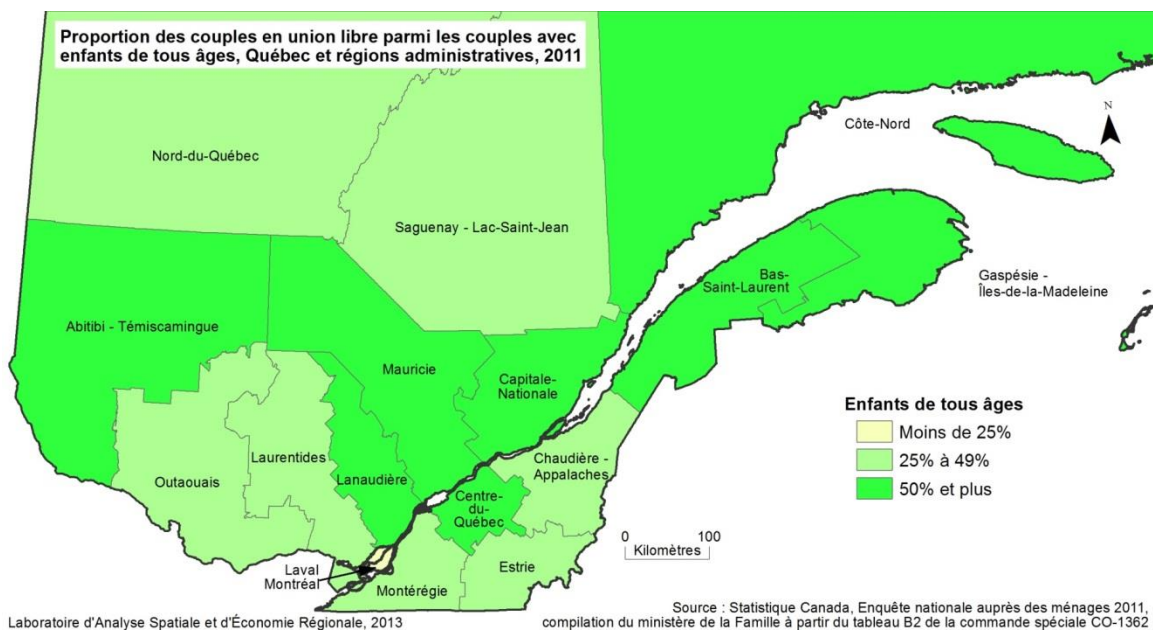 Proportion des couples en union libre parmi les couples avec
enfants de tous âges, Québec et régions administratives, 2011
N
Côte-Nord
Nord-du-Québec
Saguenay - Lac-Saint-Jean
Bas-
Saint-Laurent
Gaspésie -
Îles-de-la-Madeleine
Abitibi - Témiscamingue
Mauricie
Capitale-
Nationale
Enfants de tous âges
Moins de 25%
25% à 49%
50% et plus
Laurentides
Outaouais
Lanaudière
Chaudière -
Appalaches
Centre-
du-
Québec
0 100
Kilomètres
Laval
Montréal
Montérégie
Estrie
Laboratoire d'Analyse Spatiale et d'Économie Régionale, 2013
Source : Statistique Canada, Enquête nationale auprès des ménages 2011,
compilation du ministère de la Famille à partir du tableau B2 de la commande spéciale CO-1362